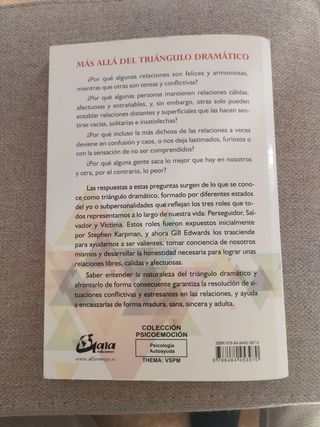 MÁS ALLÁ DEL TRIÁNGULO DRAMÁTICO
¿Por qué algunas relaciones son felices y armoniosas,
mientras que otras son tensas y conflictivas?
¿Por qué algunas personas mantienen relaciones cálidas,
afectuosas y entrañables, y, sin embargo, otras solo pueden
entablar relaciones distantes y superficiales que las hacen sen-
tirse vacías, solitarias e insatisfechas?
¿Por qué incluso la más dichosa de las relaciones a veces
deviene en confusión y caos, o nos deja lastimados, furiosos o
con la sensación de no ser comprendidos?
¿Por qué alguna gente saca lo mejor que hay en nosotros
y otra, por el contrario, lo peor?
Las respuestas a estas preguntas surgen de lo que se cono-
ce como triángulo dramático, formado por diferentes estados
del yo o subpersonalidades que reflejan los tres roles que to-
dos representamos a lo largo de nuestra vida: Perseguidor, Sal-
vador y Víctima. Estos roles fueron expuestos inicialmente
por Stephen Karpman, y ahora Gill Edwards los trasciende
para ayudarnos a ser valientes, tomar conciencia de nosotros
mismos y desarrollar la honestidad necesaria para lograr unas
relaciones libres, cálidas y afectuosas.
Saber entender la naturaleza del triángulo dramático y
afrontarlo de forma consecuente garantiza la resolución de si-
tuaciones conflictivas y estresantes en las relaciones, y ayuda
a encauzarlas de forma madura, sana, sincera y adulta.
Gaia
ediciones
www.alfaomega.es
COLECCIÓN
PSICOEMOCIÓN
Psicología
Autoayuda
THEMA: VSPM